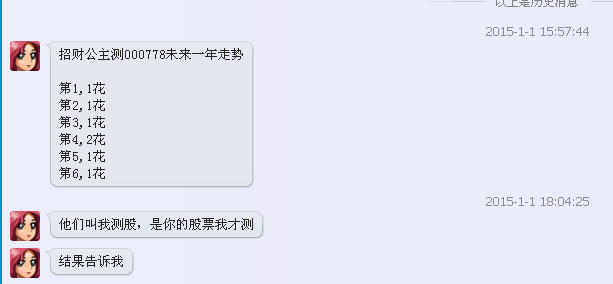 以上是历史消息
2015-1-1 15:57:44
招财公主测000778未来一年走势
第1,1花
第2,1花
第3,1花
第4,2花
第5,1花
第6,1花
2015-1-1 18:04:25
他们叫我测股，是你的股票我才测
结果告诉我